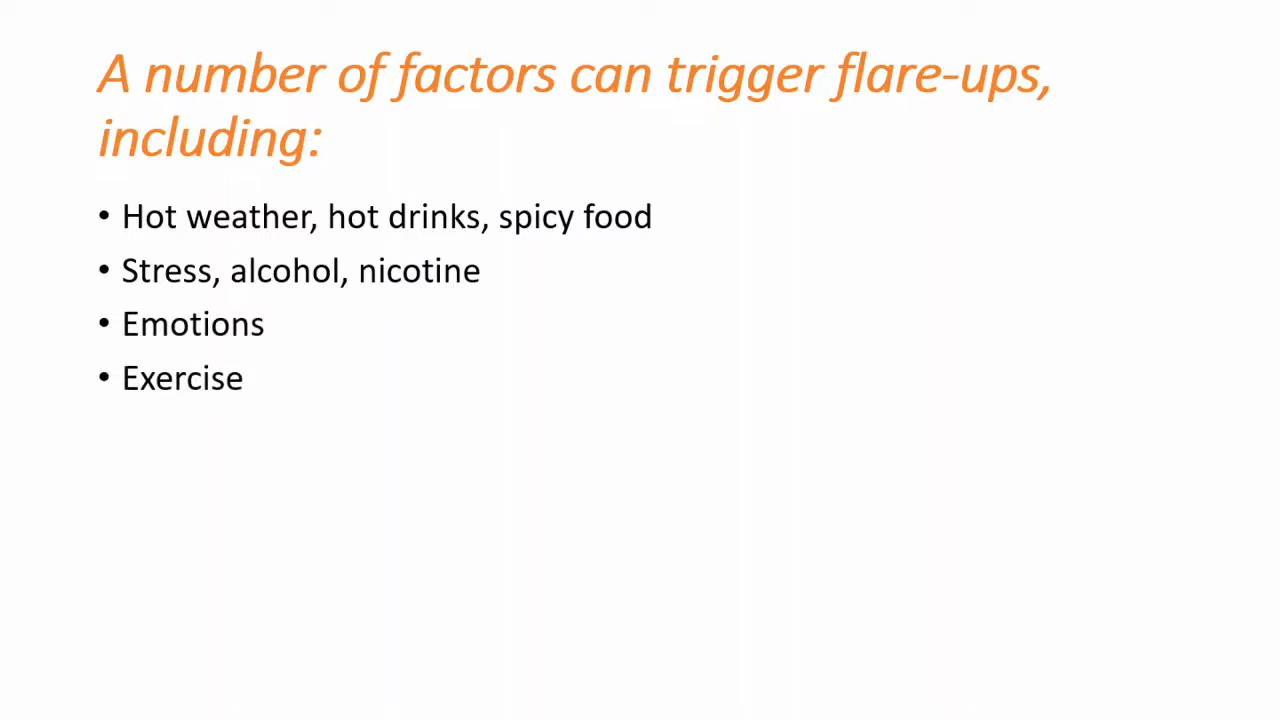 A number of factors can trigger flare-ups,
including:
• Hot weather, hot drinks, spicy food
• Stress, alcohol, nicotine
• Emotions
• Exercise